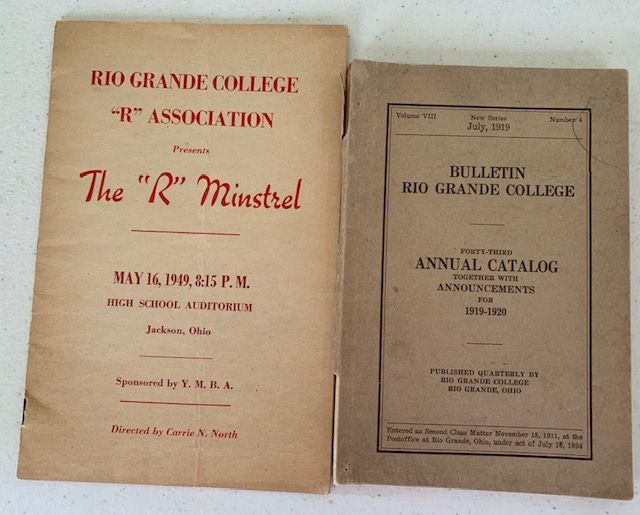 RIO GRANDE COLLEGE
"R" ASSOCIATION
Presents
The "R" Minstrel
MAY 16, 1949, 8:15 P. M.
HIGH SCHOOL AUDITORIUM
Jackson, Ohio
Sponsored by Y. M. B. A.
Directed by Carrie N. North
Volume VIII New Series Number 4
July, 1919
BULLETIN
RIO GRANDE COLLEGE
FORTY-THIRD
ANNUAL CATALOG
TOGETHER WITH
ANNOUNCEMENTS
FOR
1919-1920
PUBLISHED QUARTERLY BY
RIO GRANDE COLLEGE
RIO GRANDE, OHIO
Entered as Second Class Matter November 15, 1911, at the
Postoffice at Rio Grande, Ohio, under act of July 16, 1894